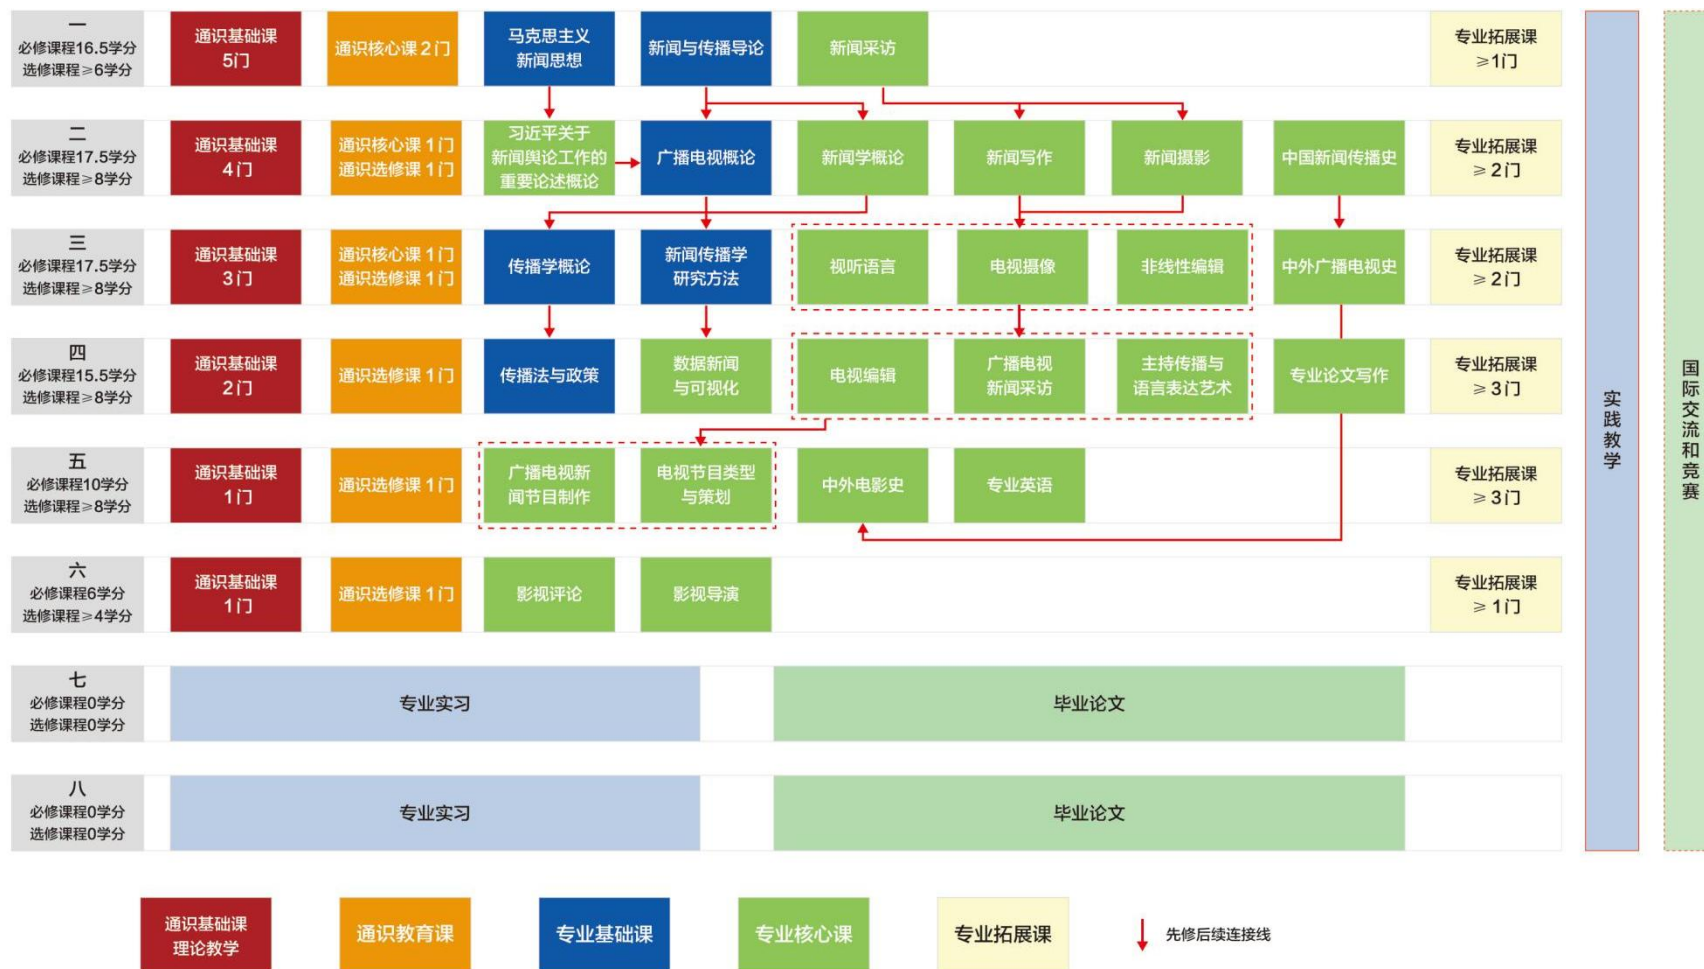 一
必修课程16.5学分
选修课程≥6学分
通识基础课
5门
通识核心课 2 门
马克思主义
新闻思想
新闻与传播导论
新闻采访
专业拓展课
≥1门
二
必修课程17.5学分
选修课程≥8学分
通识基础课
4 门
通识核心课 1 门
通识选修课 1 门
习近平关于
新闻舆论工作的
重要论述概论
广播电视概论
新闻学概论
新闻写作
新闻摄影
中国新闻传播史
专业拓展课
≥ 2 门
三
必修课程17.5学分
选修课程≥8学分
通识基础课
3 门
通识核心课 1 门
通识选修课 1 门
传播学概论
新闻传播学
研究方法
视听语言
电视摄像
非线性编辑
中外广播电视史
专业拓展课
≥ 2 门
四
必修课程15.5学分
选修课程≥8学分
通识基础课
2 门
通识选修课 1 门
传播法与政策
数据新闻
与可视化
电视编辑
广播电视
新闻采访
主持传播与
语言表达艺术
专业论文写作
专业拓展课
≥ 3 门
五
必修课程10学分
选修课程≥8学分
通识基础课
1 门
通识选修课 1 门
广播电视新
闻节目制作
电视节目类型
与策划
中外电影史
专业英语
专业拓展课
≥ 3 门
六
必修课程6学分
选修课程≥4学分
通识基础课
1 门
通识选修课 1 门
影视评论
影视导演
专业拓展课
≥ 1 门
七
必修课程0学分
选修课程0学分
专业实习
毕业论文
八
必修课程0学分
选修课程0学分
专业实习
毕业论文
实践教学
国际交流和竞赛
通识基础课
理论教学
通识教育课
专业基础课
专业核心课
专业拓展课
先修后续连接线